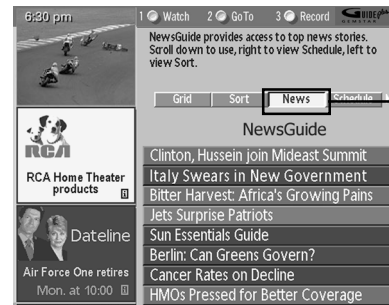 6:30 pm
1 Watch 2 GoTo 3 Record GUIDE plus
GEMSTAR
NewsGuide provides access to top news stories.
Scroll down to use, right to view Schedule, left to
view Sort.
Grid Sort News Schedule
NewsGuide
Clinton, Hussein join Mideast Summit
Italy Swears in New Government
Bitter Harvest: Africa's Growing Pains
Jets Surprise Patriots
Sun Essentials Guide
Berlin: Can Greens Govern?
Cancer Rates on Decline
HMOs Pressed for Better Coverage
RCA
RCA Home Theater
products
Dateline
Air Force One retires
Mon. at 10:00